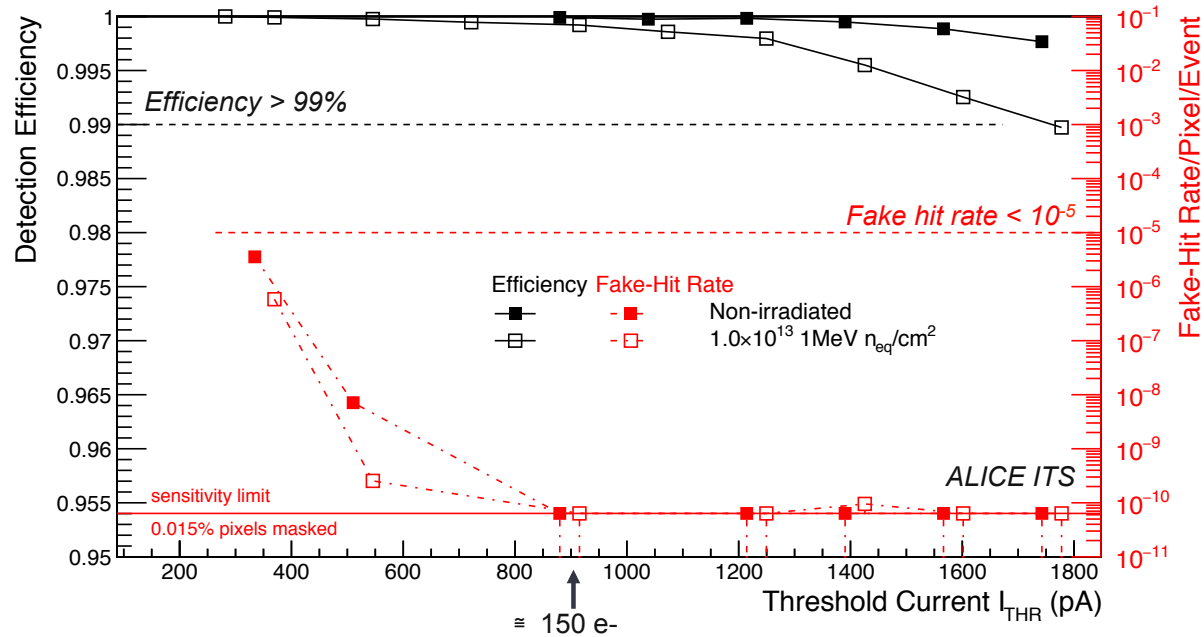 1
0.995
0.99
0.985
0.98
0.975
0.97
0.965
0.96
0.955
0.95
Detection Efficiency
Efficiency > 99%
Fake hit rate < 10⁻⁵
Efficiency Fake-Hit Rate
Non-irradiated
1.0×10¹³ 1MeV n_eq/cm²
ALICE ITS
sensitivity limit
0.015% pixels masked
10⁻¹
10⁻²
10⁻³
10⁻⁴
10⁻⁵
10⁻⁶
10⁻⁷
10⁻⁸
10⁻⁹
10⁻¹⁰
10⁻¹¹
Fake-Hit Rate/Pixel/Event
200 400 600 800 1000 1200 1400 1600 1800
Threshold Current I_THR (pA)
≅ 150 e-